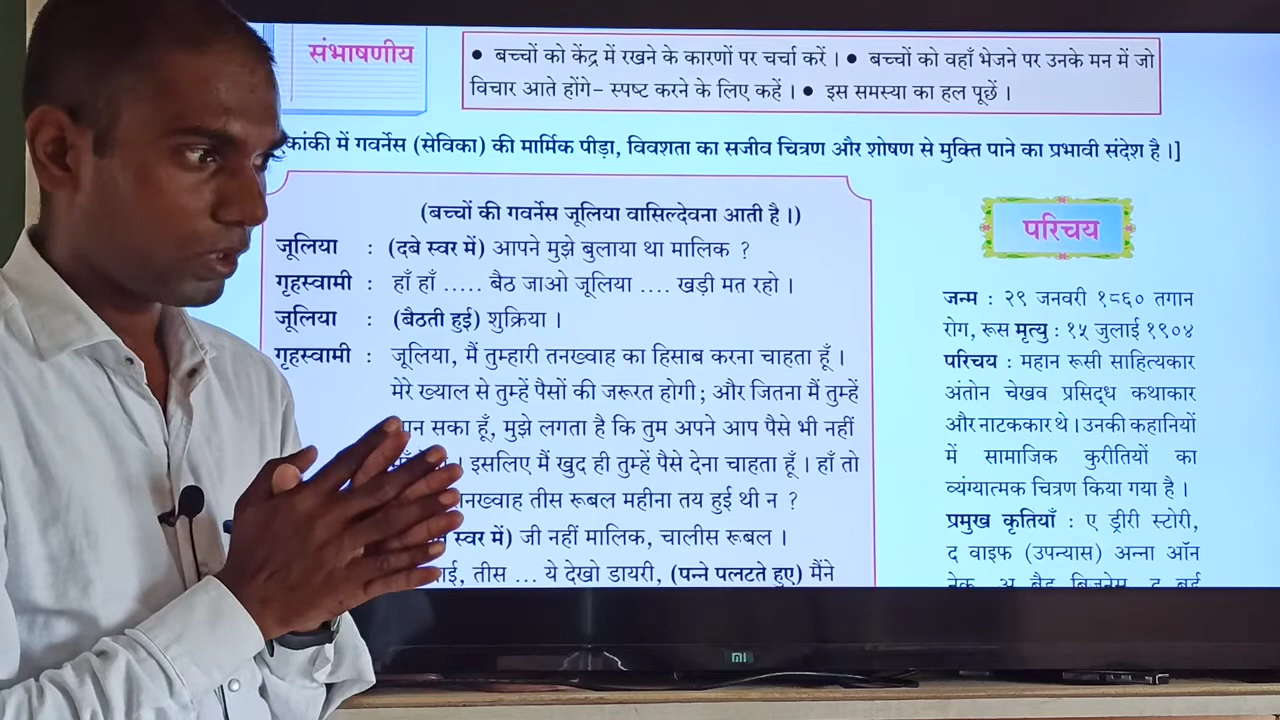 संभाषणीय
● बच्चों को केंद्र में रखने के कारणों पर चर्चा करें । ● बच्चों को वहाँ भेजने पर उनके मन में जो
विचार आते होंगे– स्पष्ट करने के लिए कहें । ● इस समस्या का हल पूछें ।
में गवर्नेस (सेविका) की मार्मिक पीड़ा, विवशता का सजीव चित्रण और शोषण से मुक्ति पाने का प्रभावी संदेश है ।]
(बच्चों की गवर्नेस जूलिया वासिल्देवना आती है ।)
जूलिया : (दबे स्वर में) आपने मुझे बुलाया था मालिक ?
गृहस्वामी : हाँ हाँ ..... बैठ जाओ जूलिया .... खड़ी मत रहो ।
जूलिया : (बैठती हुई) शुक्रिया ।
गृहस्वामी : जूलिया, मैं तुम्हारी तनख्वाह का हिसाब करना चाहता हूँ ।
मेरे ख्याल से तुम्हें पैसों की जरूरत होगी ; और जितना मैं तुम्हें
सका हूँ, मुझे लगता है कि तुम अपने आप पैसे भी नहीं
। इसलिए मैं खुद ही तुम्हें पैसे देना चाहता हूँ । हाँ तो
तीस रूबल महीना तय हुई थी न ?
स्वर में) जी नहीं मालिक, चालीस रूबल ।
तीस ... ये देखो डायरी, (पन्ने पलटते हुए) मैंने
परिचय
जन्म : २९ जनवरी १८६० तगान
रोग, रूस मृत्यु : १५ जुलाई १९०४
परिचय : महान रूसी साहित्यकार
अंतोन चेखव प्रसिद्ध कथाकार
और नाटककार थे । उनकी कहानियों
में सामाजिक कुरीतियों का
व्यंग्यात्मक चित्रण किया गया है ।
प्रमुख कृतियाँ : ए ड्रीरी स्टोरी,
द वाइफ (उपन्यास) अन्ना ऑन
mi